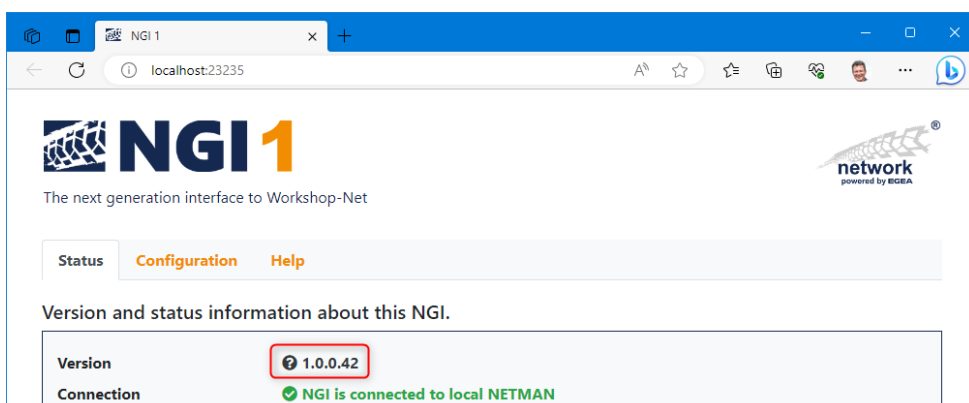 NGI 1
localhost:23235
NGI 1
The next generation interface to Workshop-Net
network
powered by EGEA
Status Configuration Help
Version and status information about this NGI.
Version 1.0.0.42
Connection NGI is connected to local NETMAN